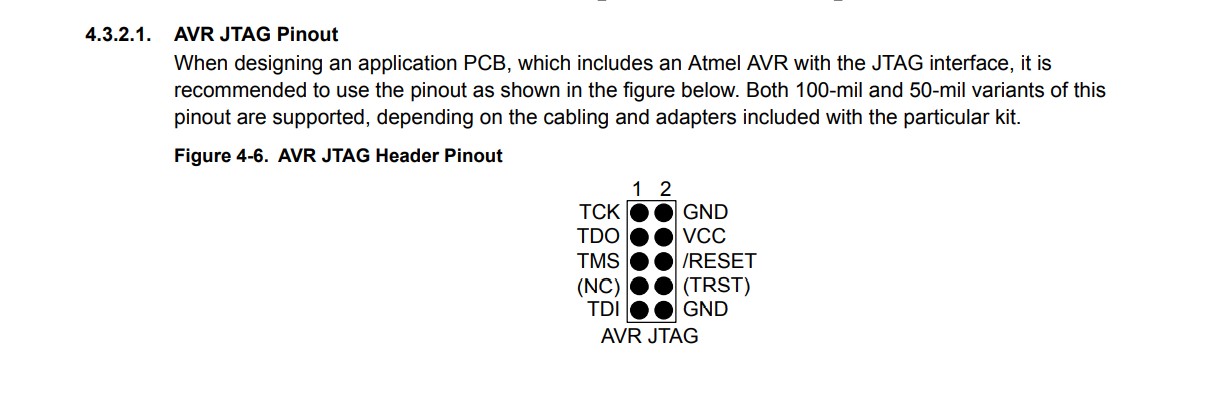 4.3.2.1. AVR JTAG Pinout
When designing an application PCB, which includes an Atmel AVR with the JTAG interface, it is
recommended to use the pinout as shown in the figure below. Both 100-mil and 50-mil variants of this
pinout are supported, depending on the cabling and adapters included with the particular kit.
Figure 4-6. AVR JTAG Header Pinout
1 2
TCK GND
TDO VCC
TMS /RESET
(NC) (TRST)
TDI GND
AVR JTAG